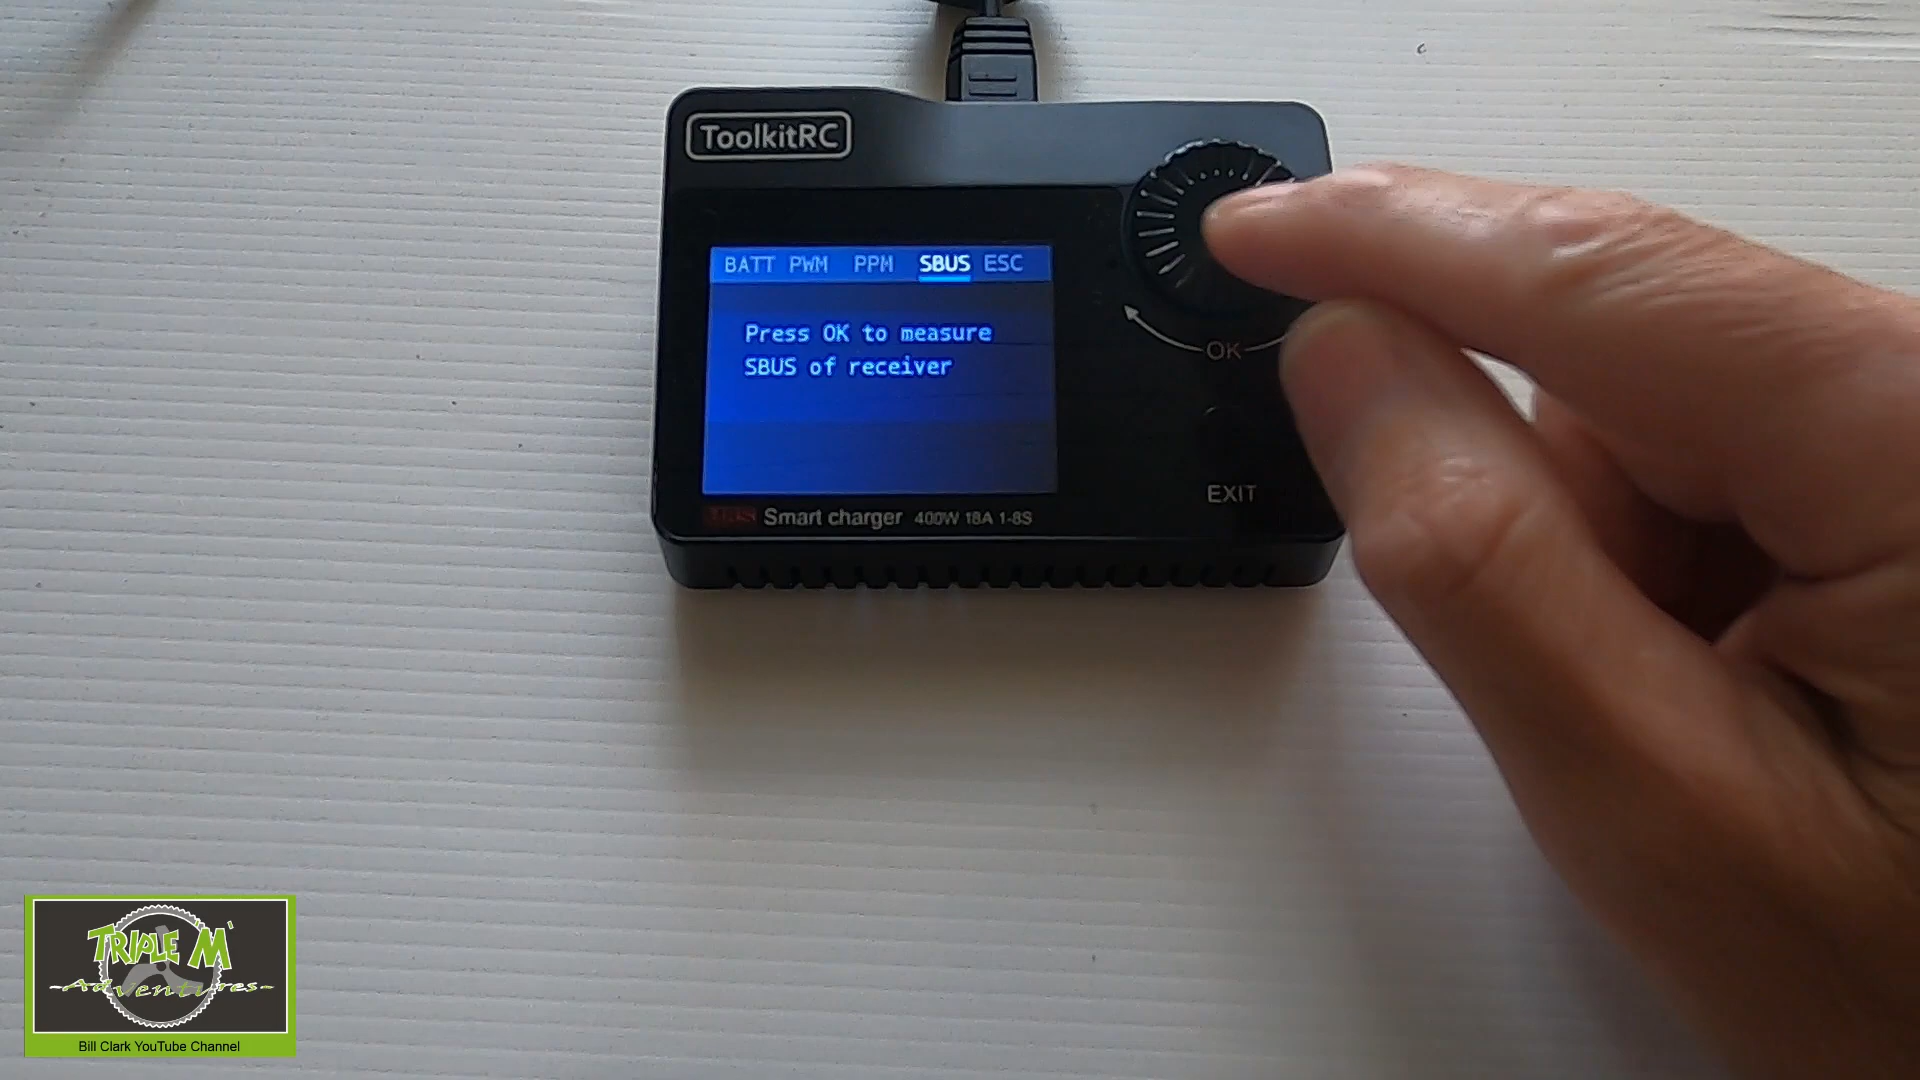 ToolkitRC
BATT PWM PPM SBUS ESC
Press OK to measure
SBUS of receiver
OK
EXIT
Smart charger 400W 18A 1-8S
TRIPLE M
-Adventures-
Bill Clark YouTube Channel